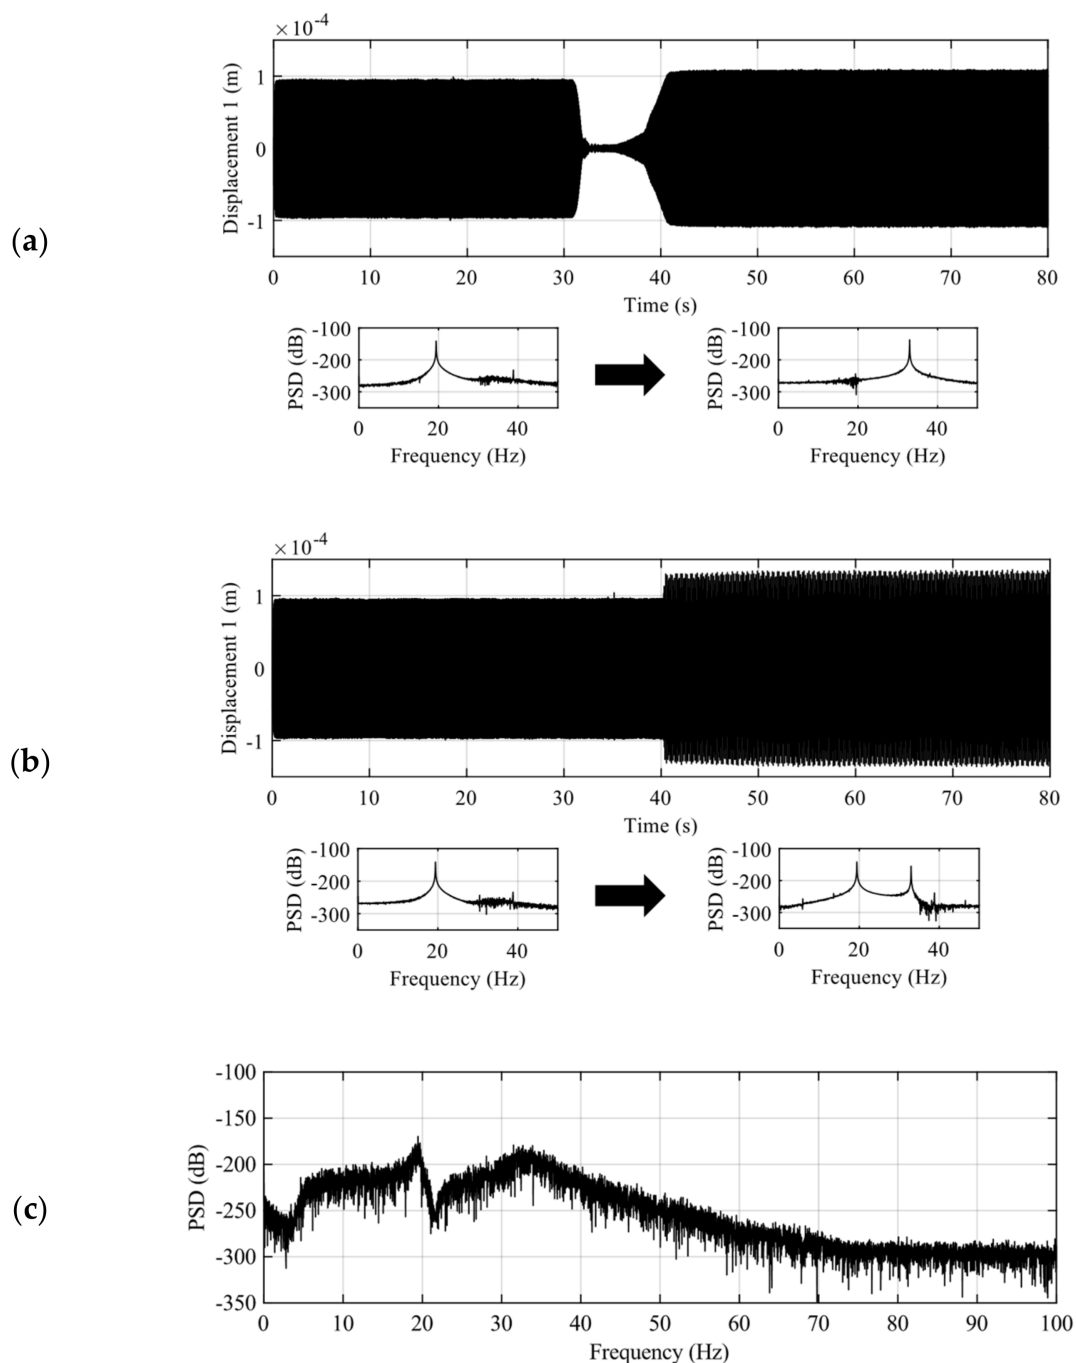 ×10-4
Displacement 1 (m)
1
0
-1
(a)
0 10 20 30 40 50 60 70 80
Time (s)
PSD (dB)
-100
-200
-300
0 20 40
Frequency (Hz)
PSD (dB)
-100
-200
-300
0 20 40
Frequency (Hz)
×10-4
Displacement 1 (m)
1
0
-1
(b)
0 10 20 30 40 50 60 70 80
Time (s)
PSD (dB)
-100
-200
-300
0 20 40
Frequency (Hz)
PSD (dB)
-100
-200
-300
0 20 40
Frequency (Hz)
(c)
PSD (dB)
-100
-150
-200
-250
-300
-350
0 10 20 30 40 50 60 70 80 90 100
Frequency (Hz)